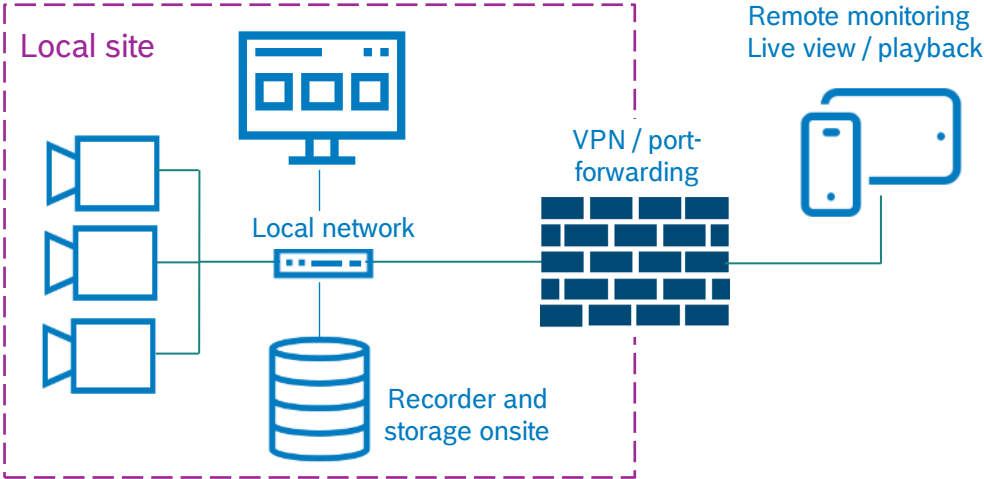 Local site
Remote monitoring
Live view / playback
VPN / port-
forwarding
Local network
Recorder and
storage onsite